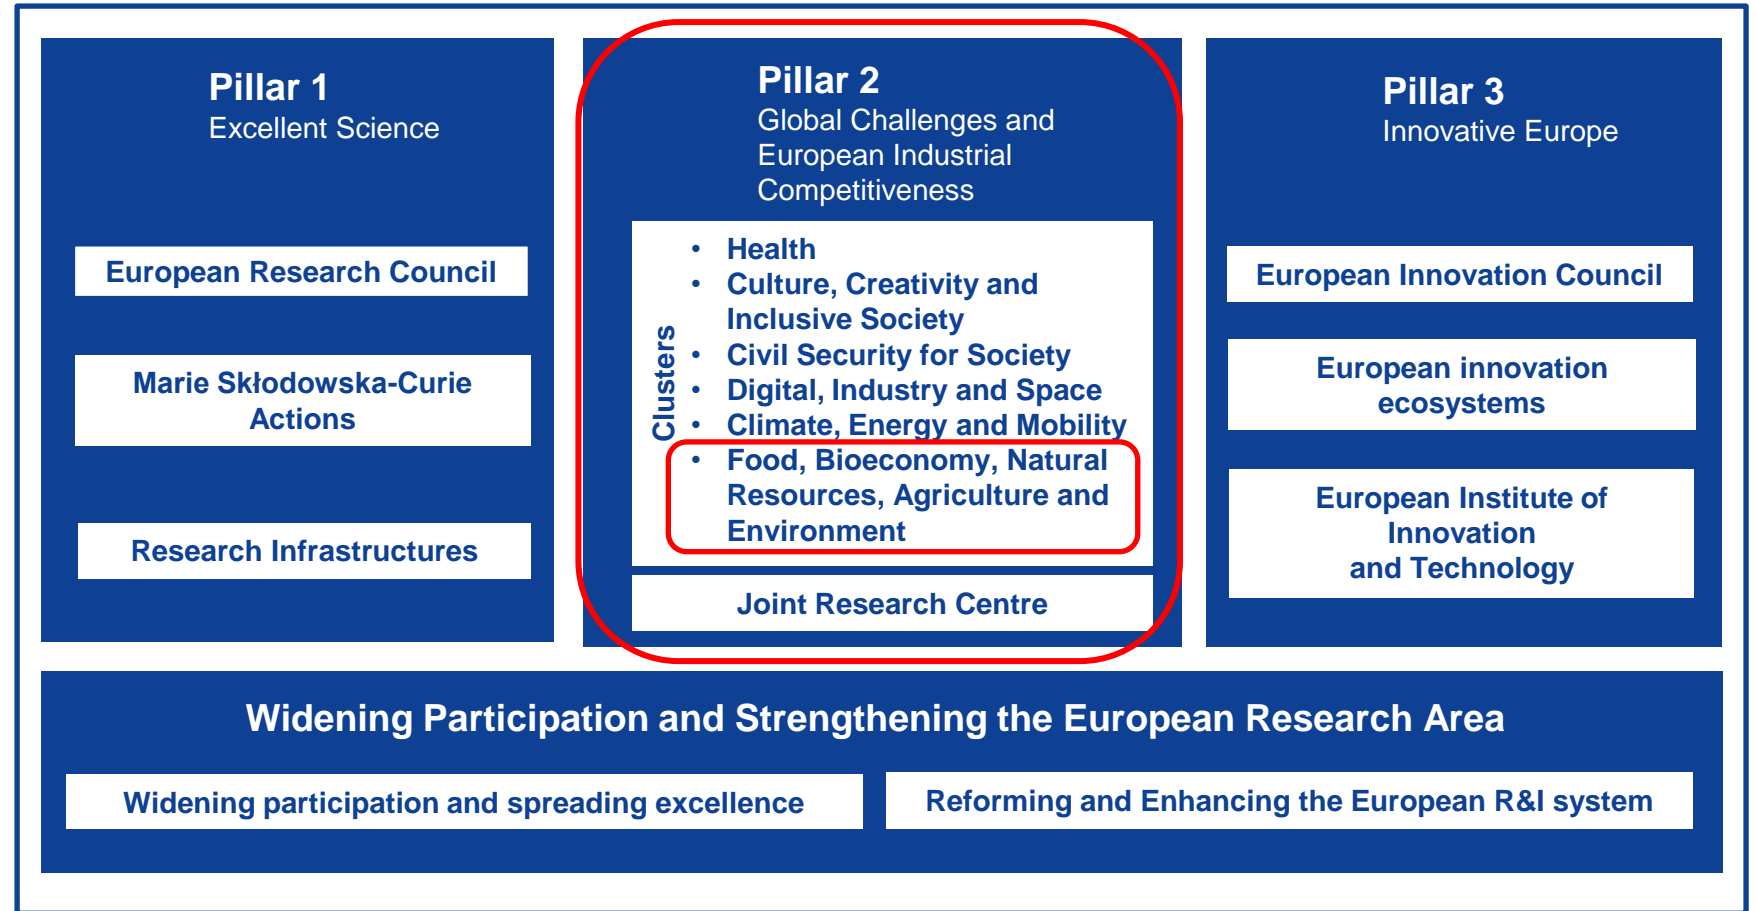 Pillar 1
Excellent Science
European Research Council
Marie Skłodowska-Curie
Actions
Research Infrastructures
Pillar 2
Global Challenges and
European Industrial
Competitiveness
Clusters
• Health
• Culture, Creativity and
Inclusive Society
• Civil Security for Society
• Digital, Industry and Space
• Climate, Energy and Mobility
• Food, Bioeconomy, Natural
Resources, Agriculture and
Environment
Joint Research Centre
Pillar 3
Innovative Europe
European Innovation Council
European innovation
ecosystems
European Institute of
Innovation
and Technology
Widening Participation and Strengthening the European Research Area
Widening participation and spreading excellence
Reforming and Enhancing the European R&I system